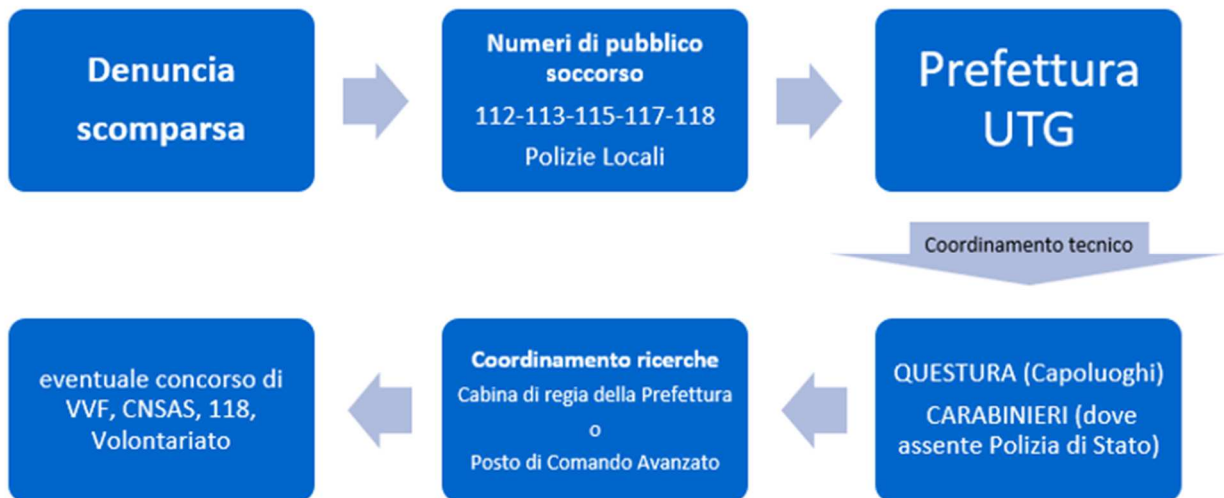 Denuncia
scomparsa
Numeri di pubblico
soccorso
112-113-115-117-118
Polizie Locali
Prefettura
UTG
Coordinamento tecnico
QUESTURA (Capoluoghi)
CARABINIERI (dove
assente Polizia di Stato)
Coordinamento ricerche
Cabina di regia della Prefettura
o
Posto di Comando Avanzato
eventuale concorso di
VVF, CNSAS, 118,
Volontariato